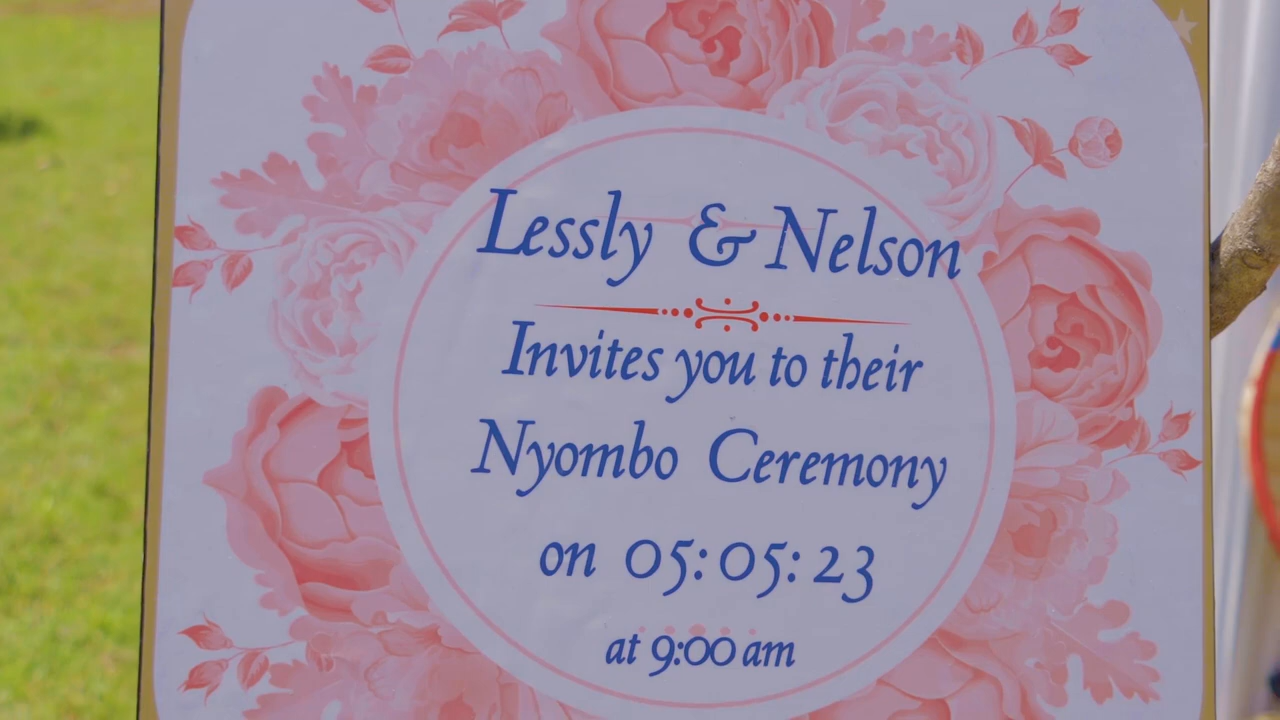 Lessly & Nelson
Invites you to their
Nyombo Ceremony
on 05:05:23
at 9:00 am